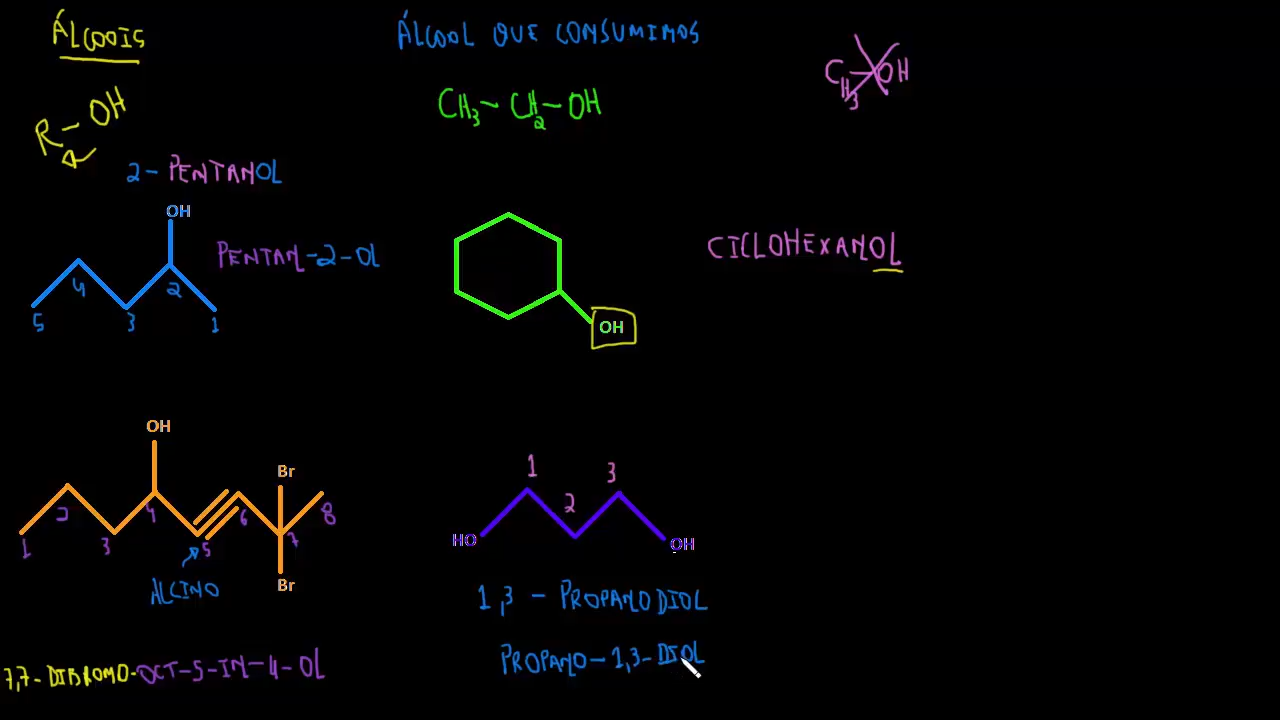 ÁLCOOIS
ÁLCOOL QUE CONSUMIMOS
CH3-OH
R-OH
CH3-CH2-OH
2-PENTANOL
OH
PENTAN-2-OL
5 4 3 2 1
OH
CICLOHEXANOL
OH
Br
1 2 3 4 5 6 7 8
Br
ALCINO
7,7-DIBROMO-OCT-5-IN-4-OL
1 2 3
HO OH
1,3-PROPANODIOL
PROPANO-1,3-DIOL